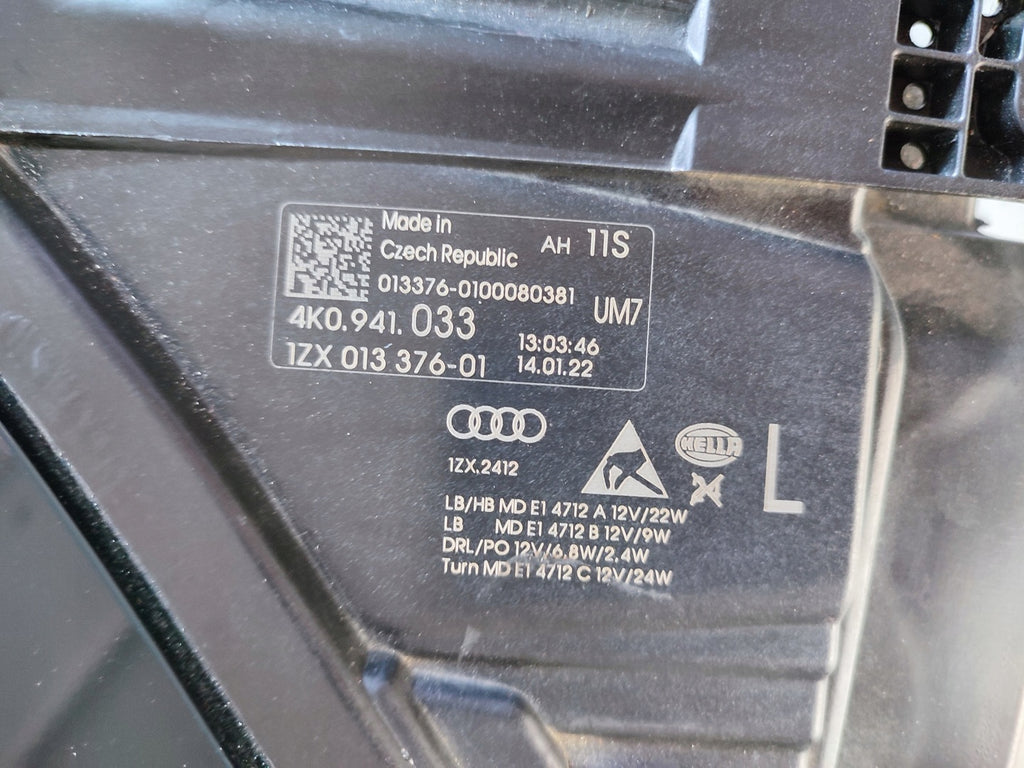 Made in
Czech Republic
AH 11S
013376-0100080381
UM7
4K0.941. 033
13:03:46
1ZX 013 376-01
14.01.22
1ZX.2412
HELLA
L
LB/HB MD E1 4712 A 12V/22W
LB MD E1 4712 B 12V/9W
DRL/PO 12V/6,8W/2,4W
Turn MD E1 4712 C 12V/24W